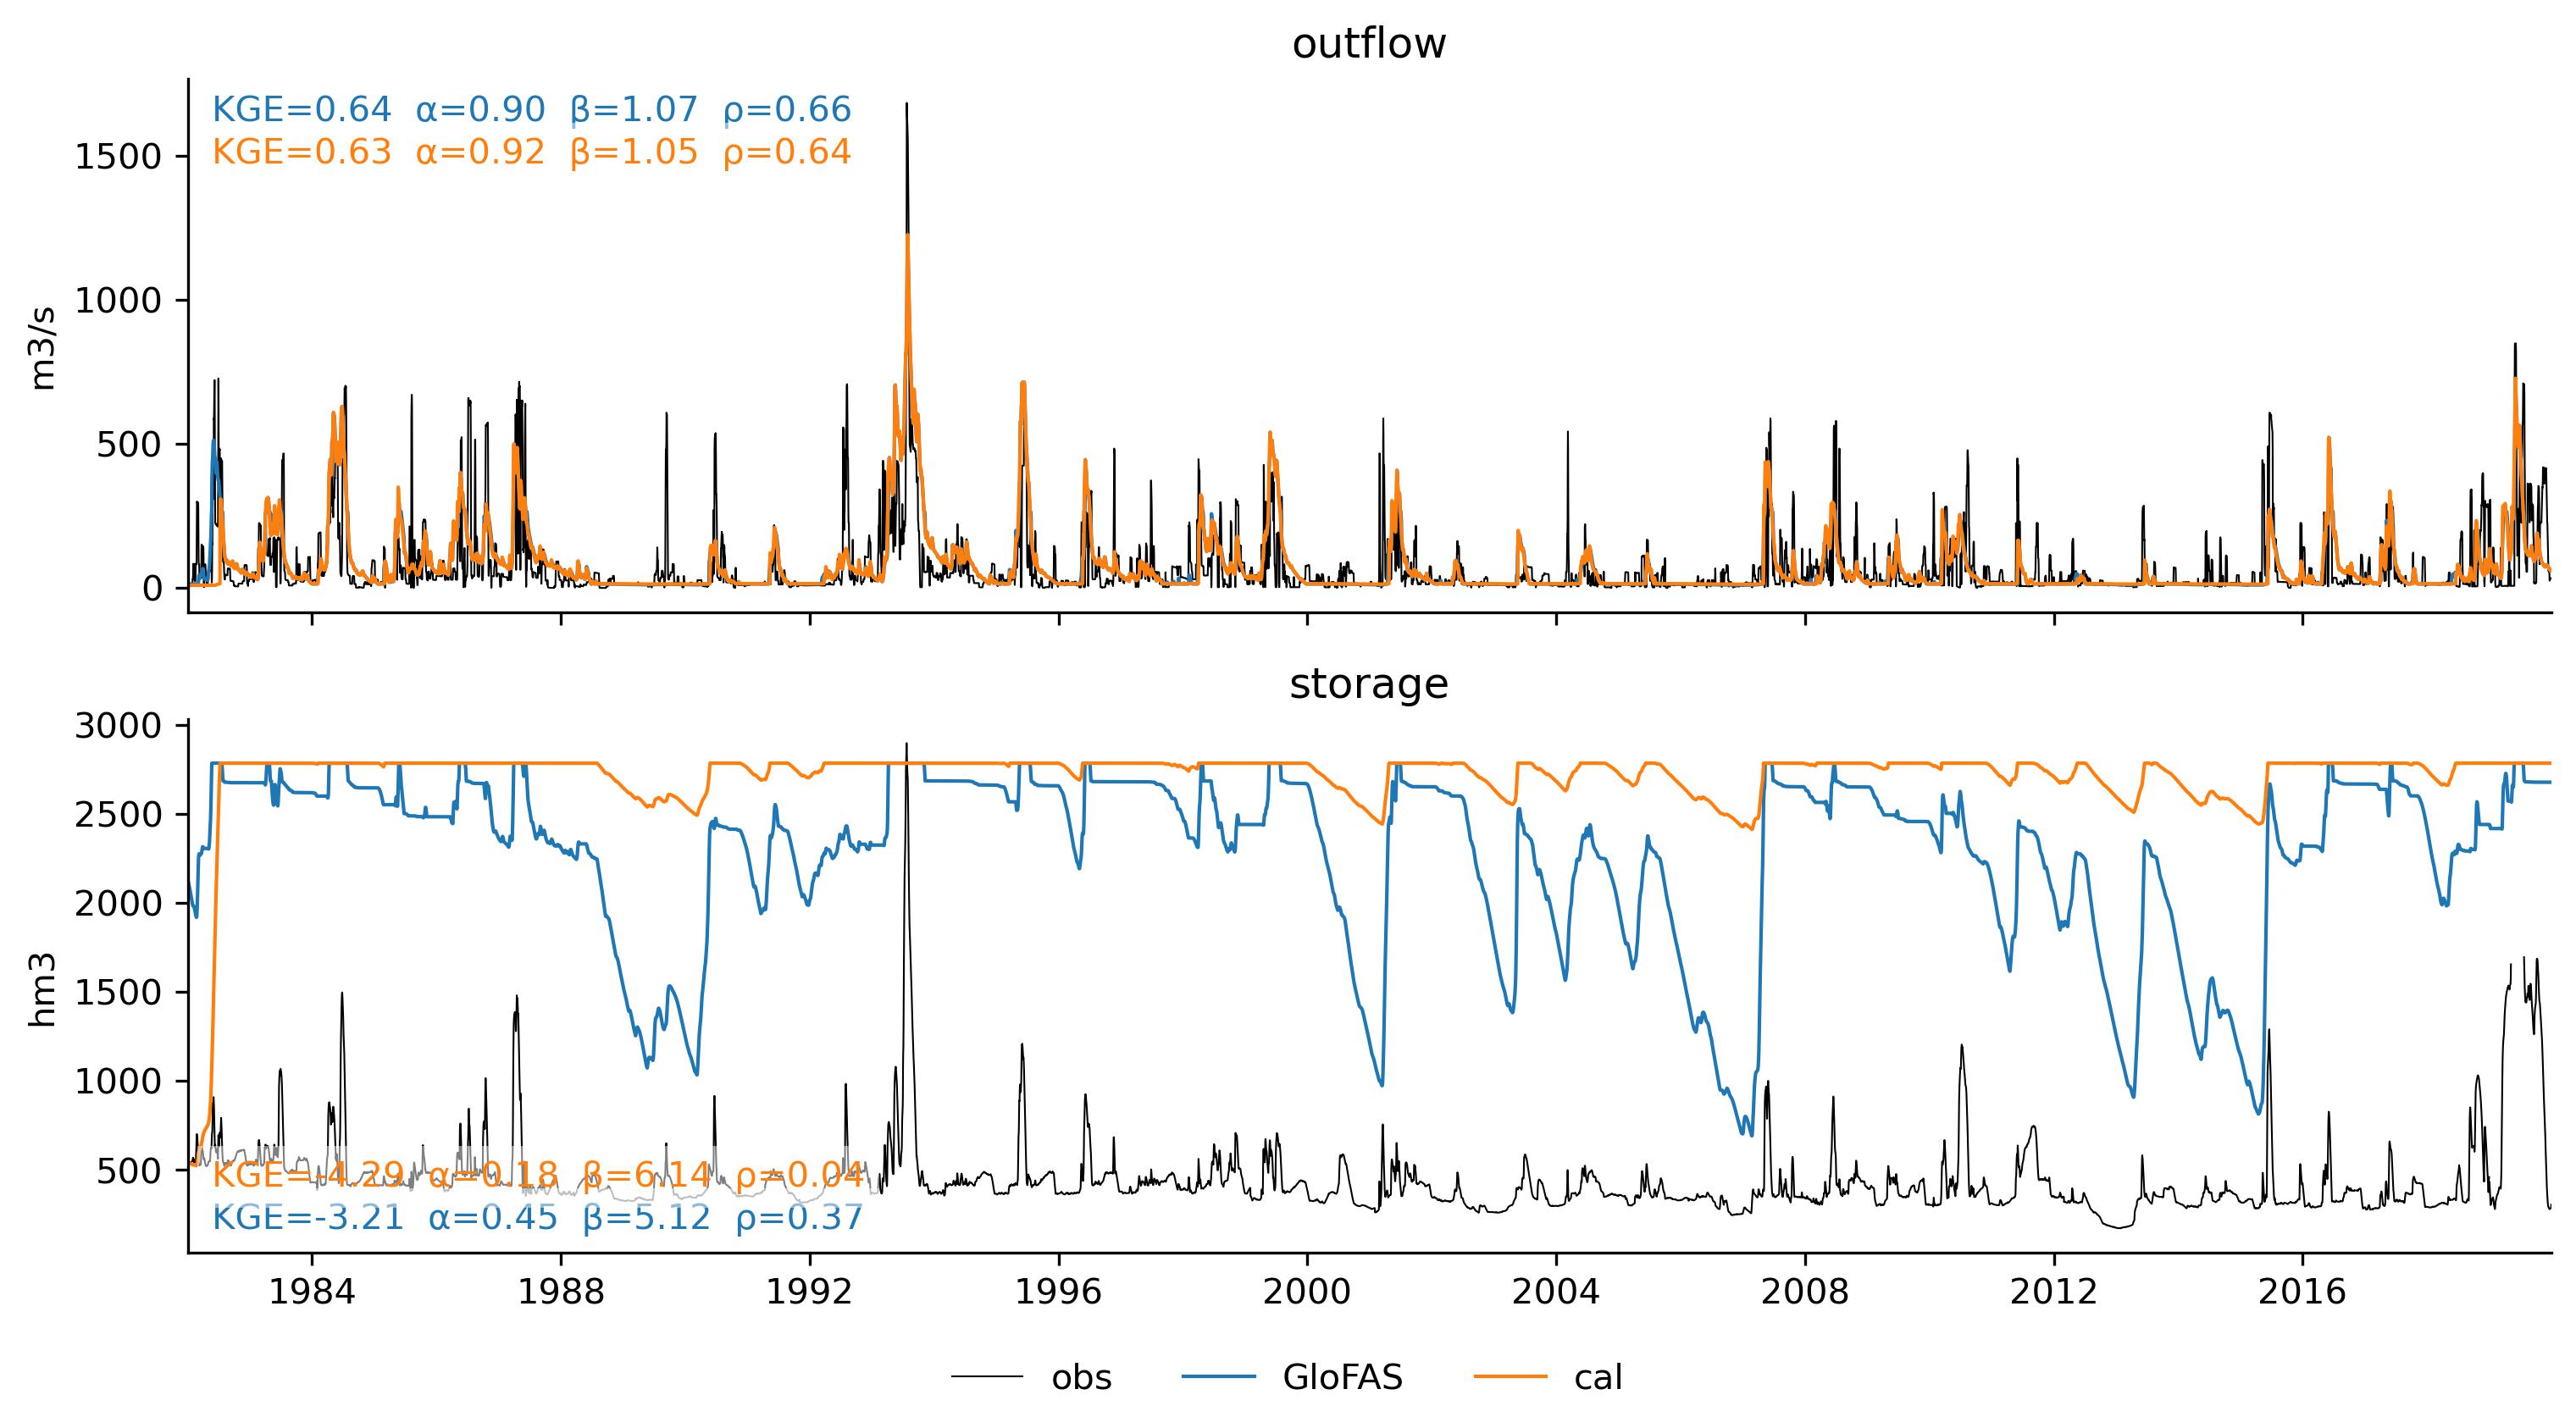 outflow
KGE=0.64 α=0.90 β=1.07 ρ=0.66
KGE=0.63 α=0.92 β=1.05 ρ=0.64
1500
1000
500
0
m3/s
storage
3000
2500
2000
1500
1000
500
hm3
KGE=-4.29 α=0.18 β=6.14 ρ=0.04
KGE=-3.21 α=0.45 β=5.12 ρ=0.37
1984 1988 1992 1996 2000 2004 2008 2012 2016
obs GloFAS cal